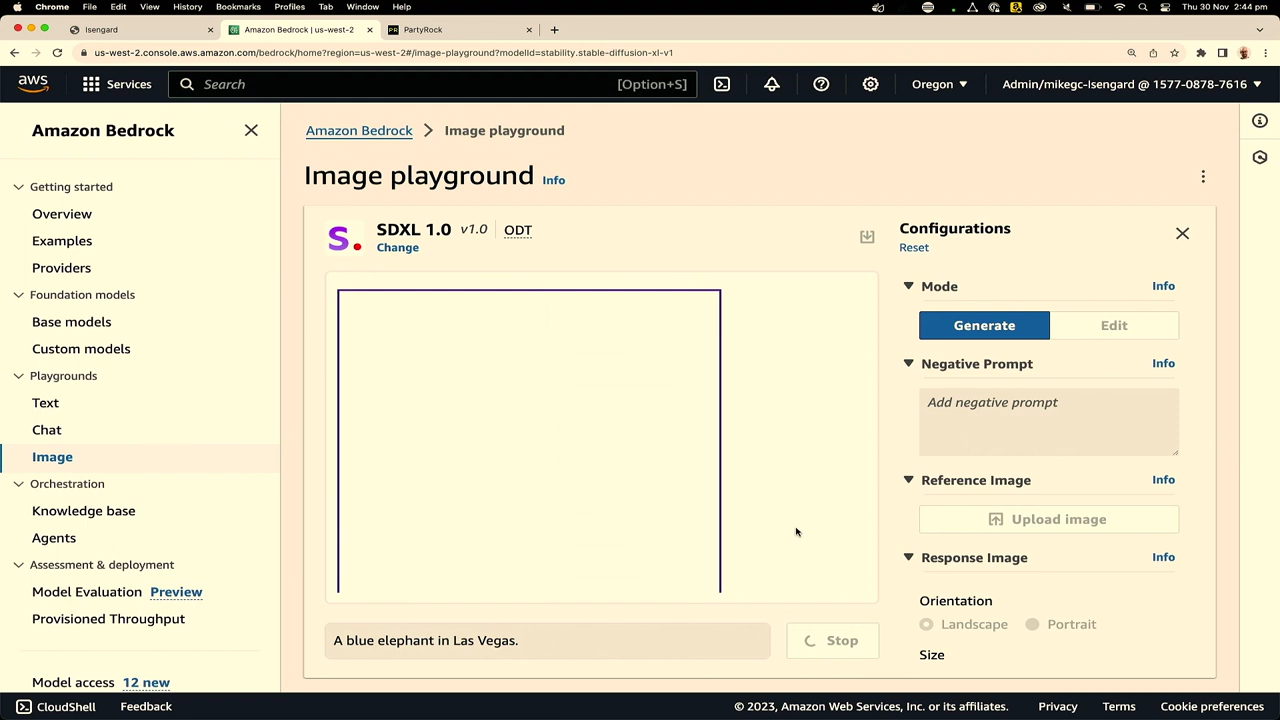 Chrome File Edit View History Bookmarks Profiles Tab Window Help Thu 30 Nov 2:44 pm
Isengard Amazon Bedrock | us-west-2 PartyRock
us-west-2.console.aws.amazon.com/bedrock/home?region=us-west-2#/image-playground?modelId=stability.stable-diffusion-xl-v1
aws Services Search [Option+S] Oregon Admin/mikegc-Isengard @ 1577-0878-7616
Amazon Bedrock
Getting started
Overview
Examples
Providers
Foundation models
Base models
Custom models
Playgrounds
Text
Chat
Image
Orchestration
Knowledge base
Agents
Assessment & deployment
Model Evaluation Preview
Provisioned Throughput
Model access 12 new
Amazon Bedrock Image playground
Image playground Info
S. SDXL 1.0 v1.0 ODT
Change
A blue elephant in Las Vegas. Stop
Configurations
Reset
Mode Info
Generate Edit
Negative Prompt Info
Add negative prompt
Reference Image Info
Upload image
Response Image Info
Orientation
Landscape Portrait
Size
CloudShell Feedback © 2023, Amazon Web Services, Inc. or its affiliates. Privacy Terms Cookie preferences